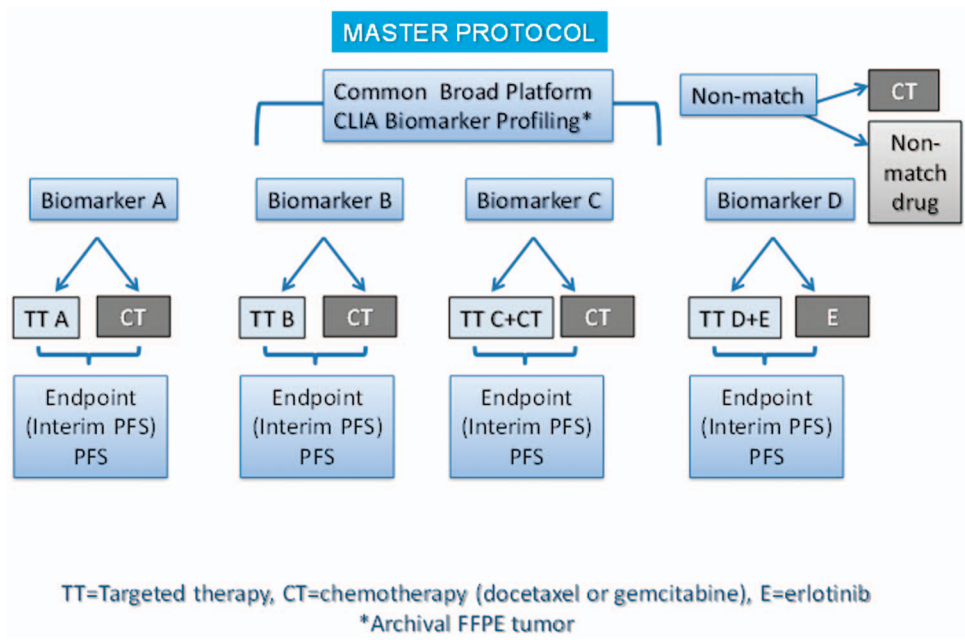 MASTER PROTOCOL
Common Broad Platform
CLIA Biomarker Profiling*
Non-match
CT
Non-
match
drug
Biomarker A
Biomarker B
Biomarker C
Biomarker D
TT A
CT
TT B
CT
TT C+CT
CT
TT D+E
E
Endpoint
(Interim PFS)
PFS
Endpoint
(Interim PFS)
PFS
Endpoint
(Interim PFS)
PFS
Endpoint
(Interim PFS)
PFS
TT=Targeted therapy, CT=chemotherapy (docetaxel or gemcitabine), E=erlotinib
*Archival FFPE tumor